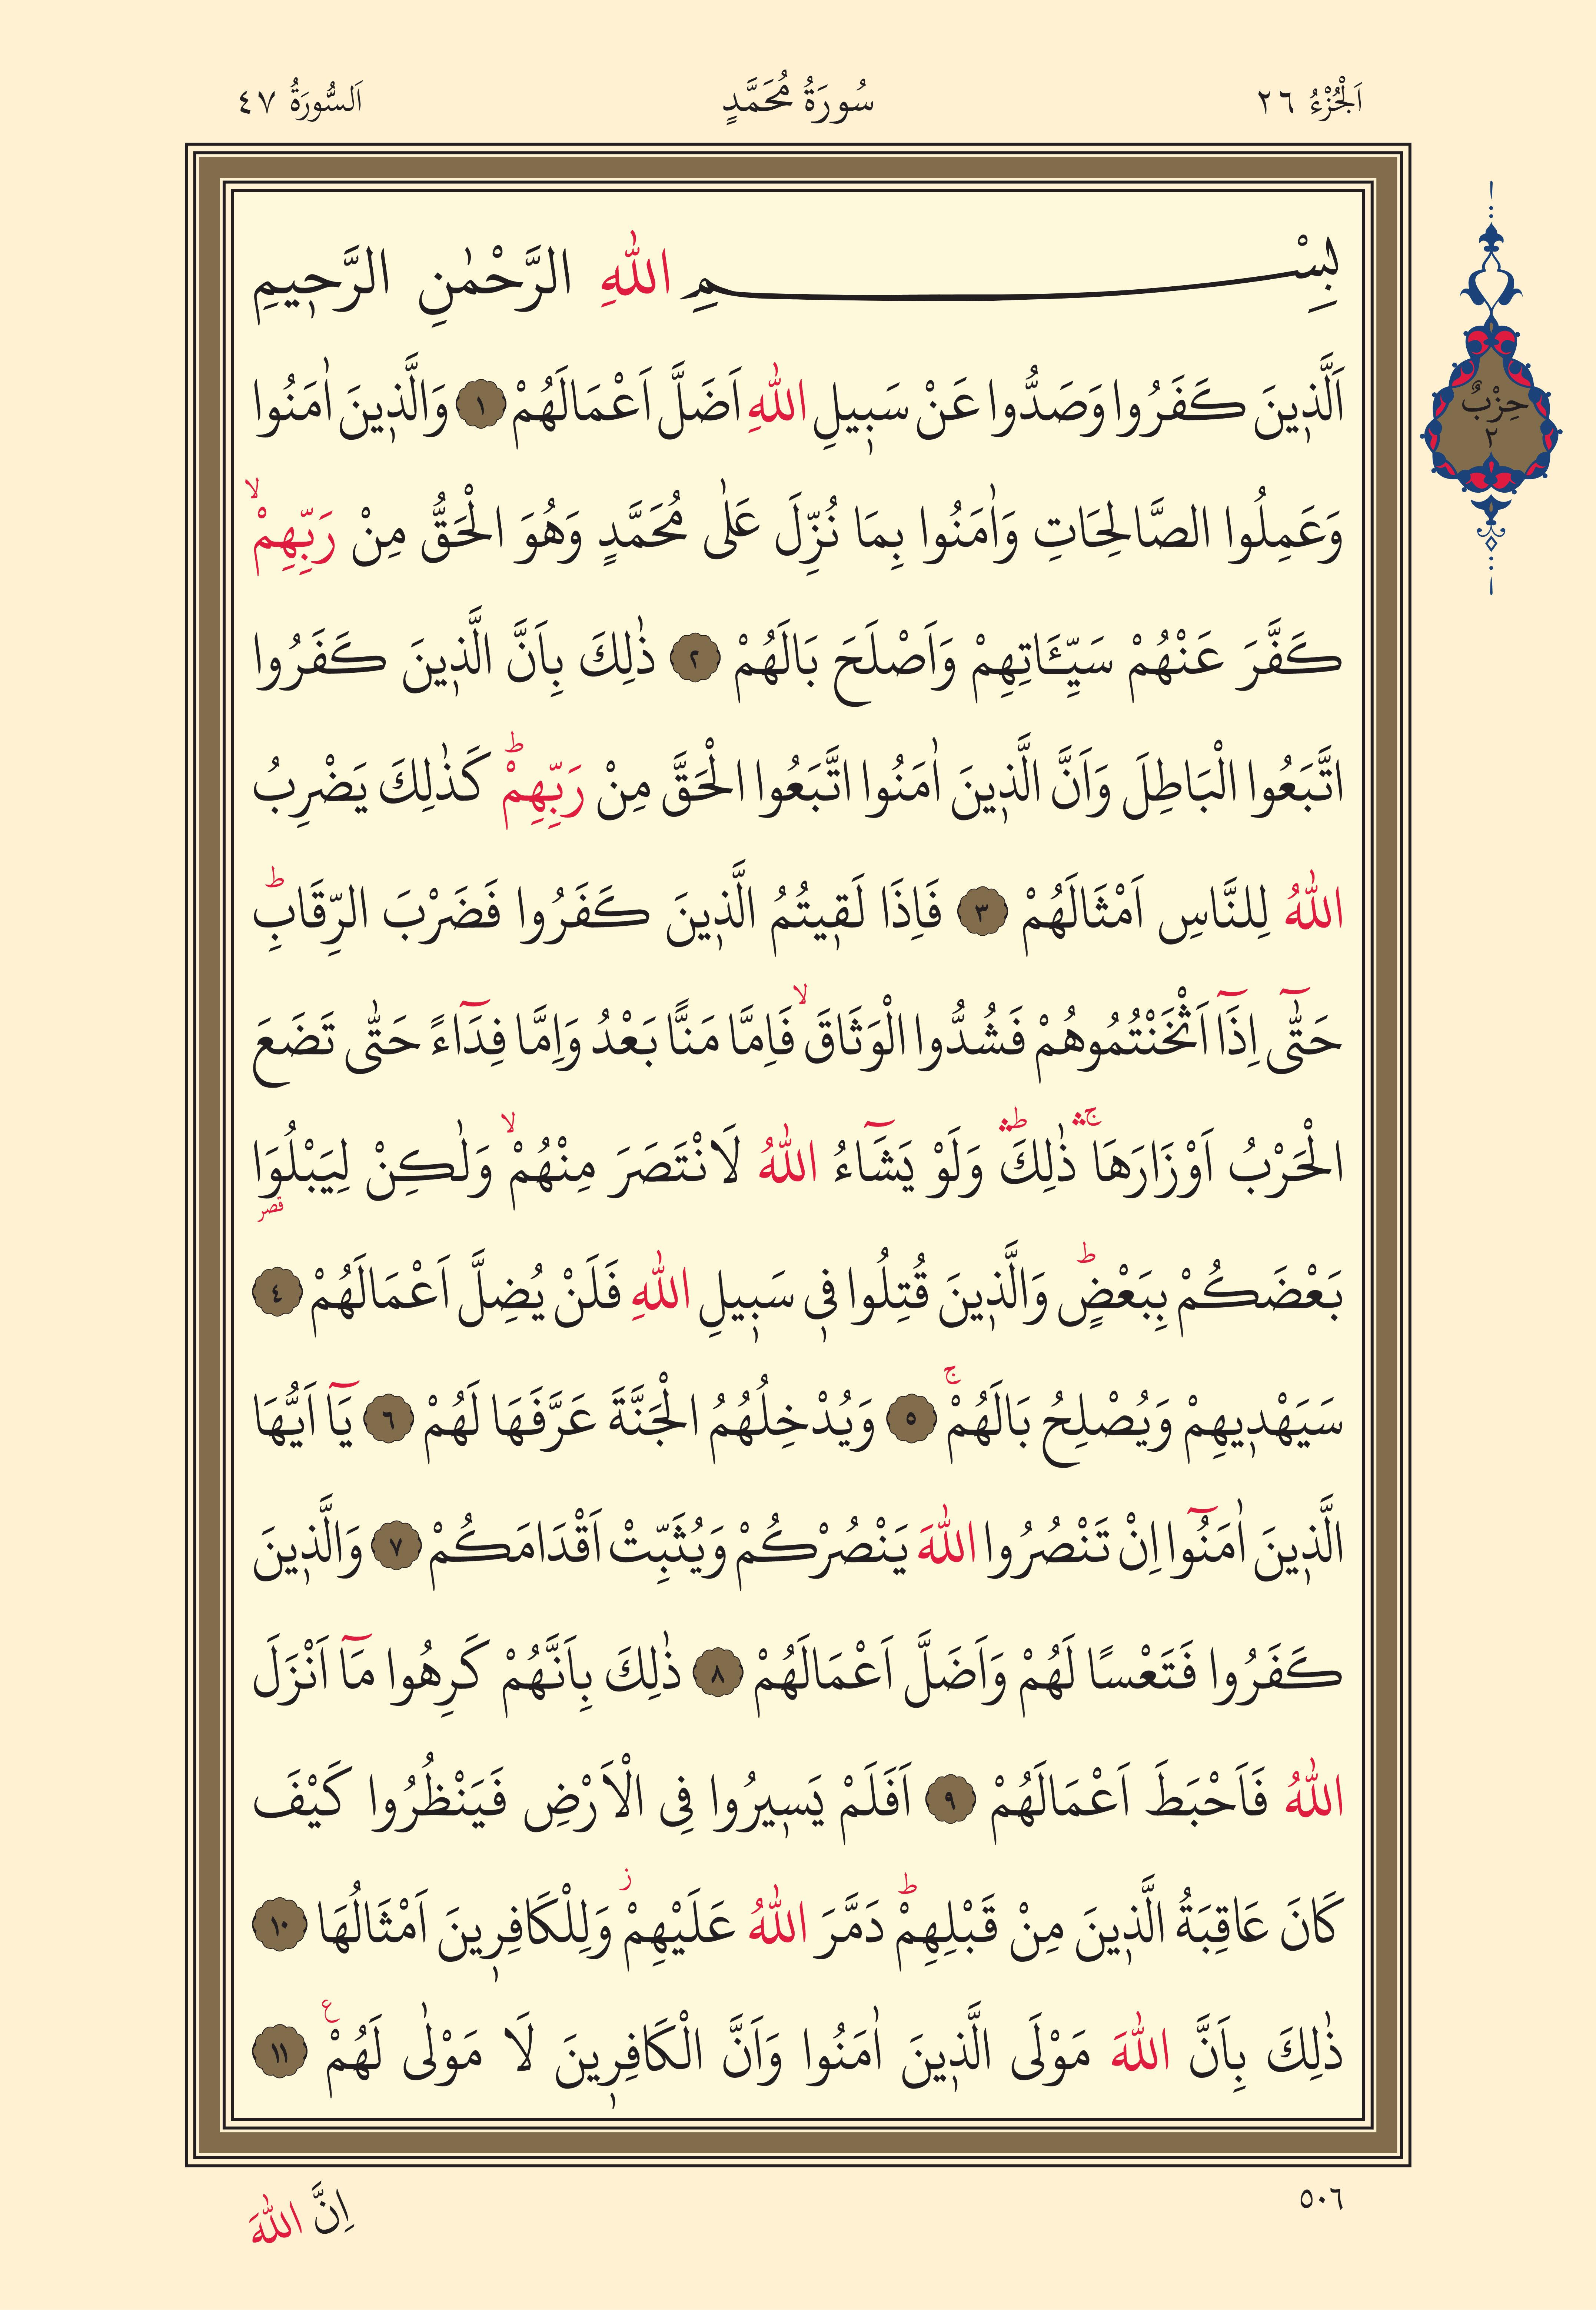 اَلْجُزْءُ ٢٦
سُورَةُ مُحَمَّدٍ
اَلسُّورَةُ ٤٧
حِزْبٌ
٢
بِسْمِ اللّٰهِ الرَّحْمٰنِ الرَّحٖيمِ
اَلَّذٖينَ كَفَرُوا وَصَدُّوا عَنْ سَبٖيلِ اللّٰهِ اَضَلَّ اَعْمَالَهُمْ ١ وَالَّذٖينَ اٰمَنُوا
وَعَمِلُوا الصَّالِحَاتِ وَاٰمَنُوا بِمَا نُزِّلَ عَلٰى مُحَمَّدٍ وَهُوَ الْحَقُّ مِنْ رَبِّهِمْۙ
كَفَّرَ عَنْهُمْ سَيِّـَٔاتِهِمْ وَاَصْلَحَ بَالَهُمْ ٢ ذٰلِكَ بِاَنَّ الَّذٖينَ كَفَرُوا
اتَّبَعُوا الْبَاطِلَ وَاَنَّ الَّذٖينَ اٰمَنُوا اتَّبَعُوا الْحَقَّ مِنْ رَبِّهِمْؕ كَذٰلِكَ يَضْرِبُ
اللّٰهُ لِلنَّاسِ اَمْثَالَهُمْ ٣ فَاِذَا لَقٖيتُمُ الَّذٖينَ كَفَرُوا فَضَرْبَ الرِّقَابِؕ
حَتّٰٓى اِذَٓا اَثْخَنْتُمُوهُمْ فَشُدُّوا الْوَثَاقَۙ فَاِمَّا مَنًّا بَعْدُ وَاِمَّا فِدَٓاءً حَتّٰى تَضَعَ
الْحَرْبُ اَوْزَارَهَاۚۛ ذٰلِكَؕۛ وَلَوْ يَشَٓاءُ اللّٰهُ لَانْتَصَرَ مِنْهُمْۙ وَلٰكِنْ لِيَبْلُوَا قصر
بَعْضَكُمْ بِبَعْضٍؕ وَالَّذٖينَ قُتِلُوا فٖى سَبٖيلِ اللّٰهِ فَلَنْ يُضِلَّ اَعْمَالَهُمْ ٤
سَيَهْدٖيهِمْ وَيُصْلِحُ بَالَهُمْۚ ٥ وَيُدْخِلُهُمُ الْجَنَّةَ عَرَّفَهَا لَهُمْ ٦ يَٓا اَيُّهَا
الَّذٖينَ اٰمَنُٓوا اِنْ تَنْصُرُوا اللّٰهَ يَنْصُرْكُمْ وَيُثَبِّتْ اَقْدَامَكُمْ ٧ وَالَّذٖينَ
كَفَرُوا فَتَعْسًا لَهُمْ وَاَضَلَّ اَعْمَالَهُمْ ٨ ذٰلِكَ بِاَنَّهُمْ كَرِهُوا مَٓا اَنْزَلَ
اللّٰهُ فَاَحْبَطَ اَعْمَالَهُمْ ٩ اَفَلَمْ يَسٖيرُوا فِى الْاَرْضِ فَيَنْظُرُوا كَيْفَ
كَانَ عَاقِبَةُ الَّذٖينَ مِنْ قَبْلِهِمْؕ دَمَّرَ اللّٰهُ عَلَيْهِمْؗ وَلِلْكَافِرٖينَ اَمْثَالُهَا ١٠
ذٰلِكَ بِاَنَّ اللّٰهَ مَوْلَى الَّذٖينَ اٰمَنُوا وَاَنَّ الْكَافِرٖينَ لَا مَوْلٰى لَهُمْ ع ١١
٥٠٦
اِنَّ اللّٰهَ